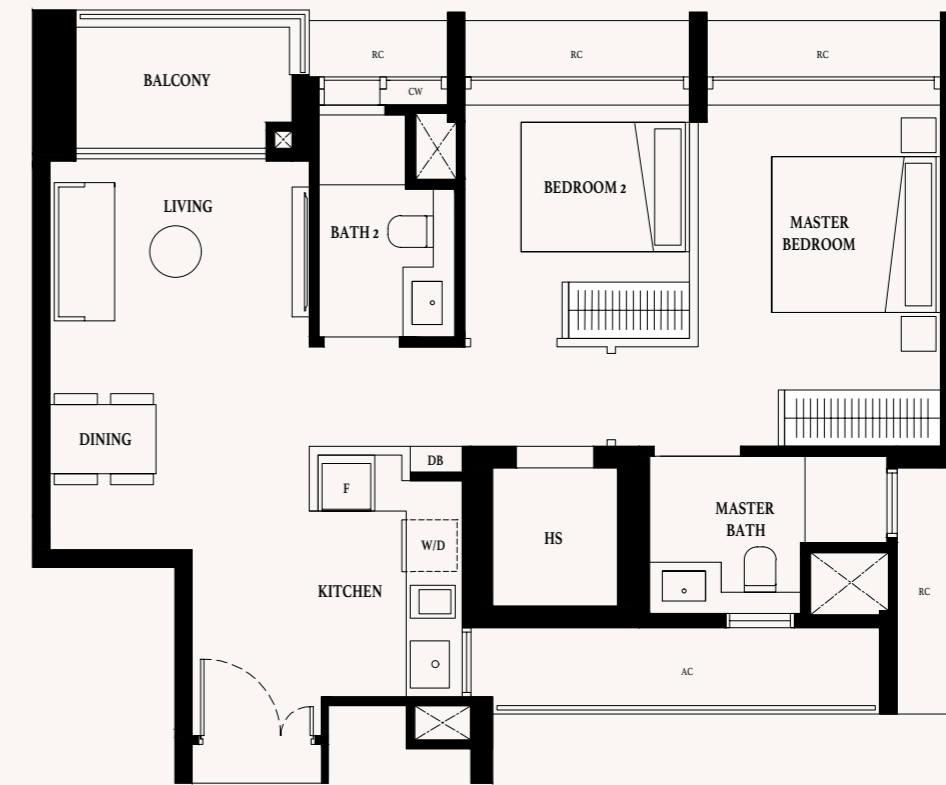 RC
RC
RC
BALCONY
CW
LIVING
BATH 2
BEDROOM 2
MASTER
BEDROOM
DINING
DB
F
W/D
HS
MASTER
BATH
KITCHEN
RC
AC